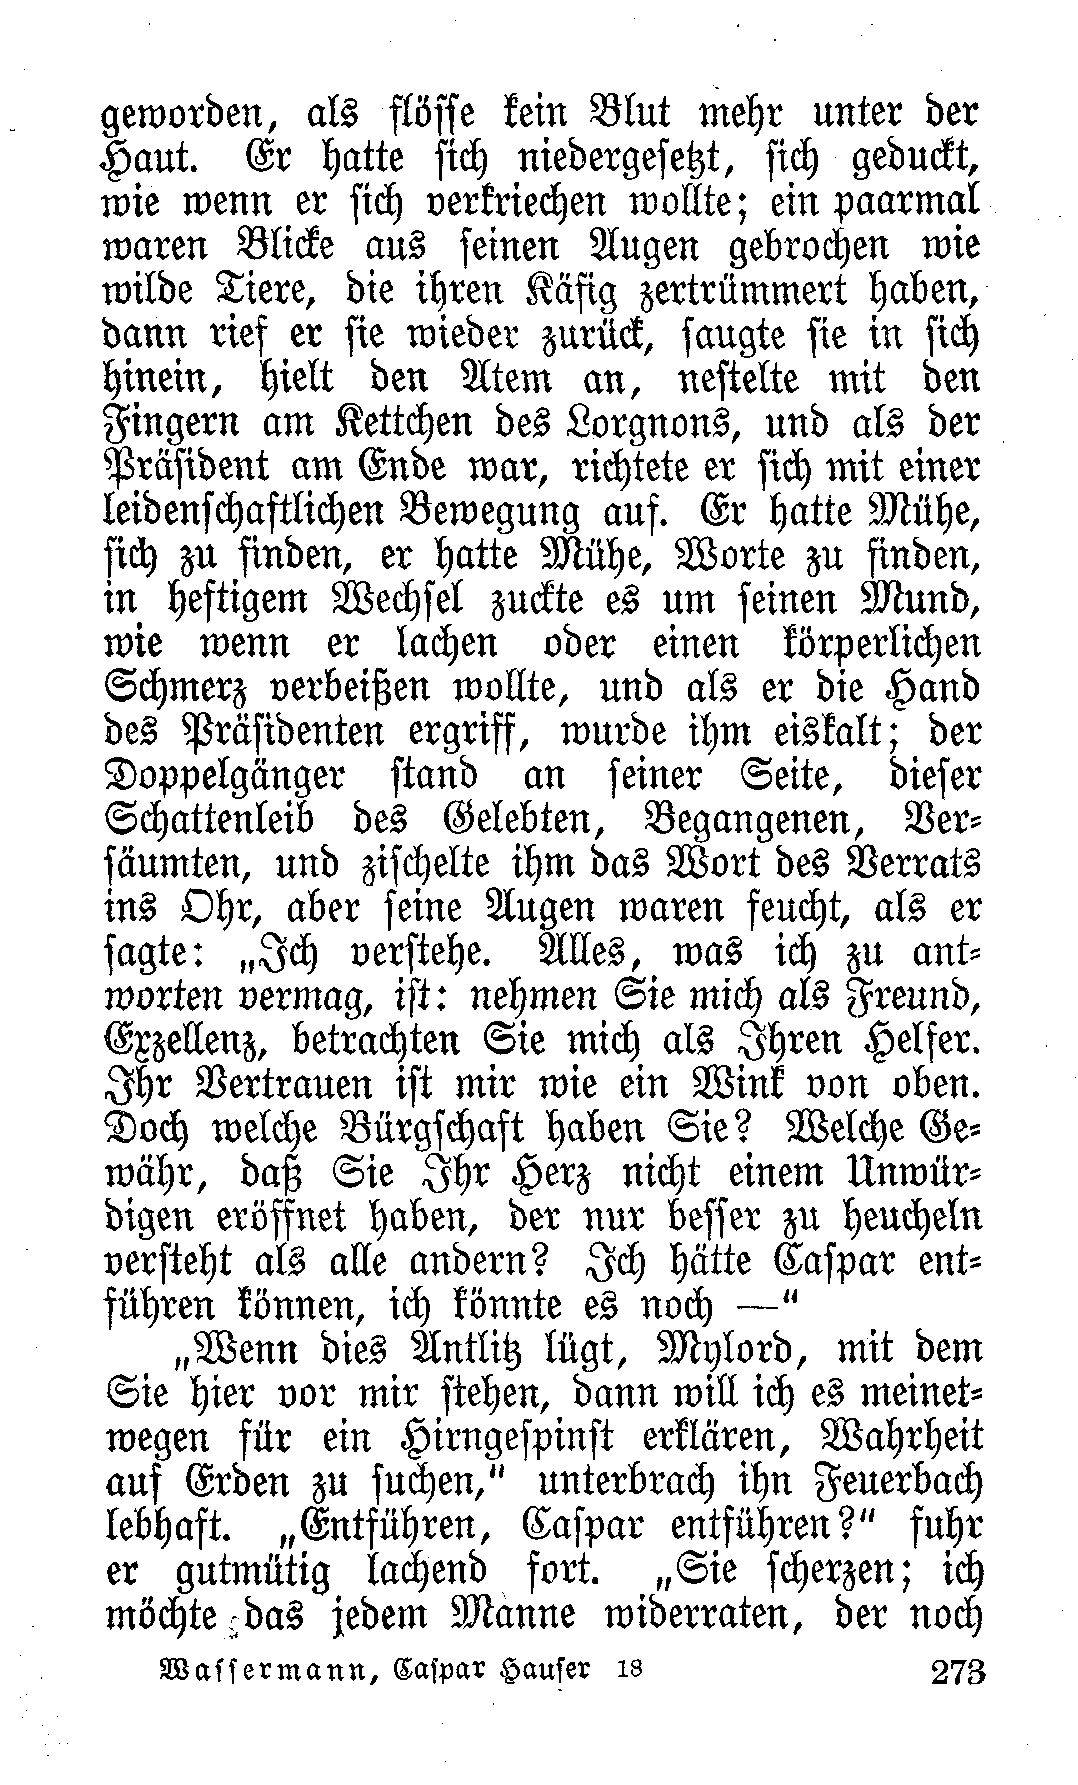 geworden, als flösse kein Blut mehr unter der
Haut. Er hatte sich niedergesetzt, sich geduckt,
wie wenn er sich verkriechen wollte; ein paarmal
waren Blicke aus seinen Augen gebrochen wie
wilde Tiere, die ihren Käfig zertrümmert haben,
dann rief er sie wieder zurück, saugte sie in sich
hinein, hielt den Atem an, nestelte mit den
Fingern am Kettchen des Lorgnons, und als der
Präsident am Ende war, richtete er sich mit einer
leidenschaftlichen Bewegung auf. Er hatte Mühe,
sich zu finden, er hatte Mühe, Worte zu finden,
in heftigem Wechsel zuckte es um seinen Mund,
wie wenn er lachen oder einen körperlichen
Schmerz verbeißen wollte, und als er die Hand
des Präsidenten ergriff, wurde ihm eiskalt; der
Doppelgänger stand an seiner Seite, dieser
Schattenleib des Gelebten, Begangenen, Ver-
säumten, und zischelte ihm das Wort des Verrats
ins Ohr, aber seine Augen waren feucht, als er
sagte: „Ich verstehe. Alles, was ich zu ant-
worten vermag, ist: nehmen Sie mich als Freund,
Exzellenz, betrachten Sie mich als Ihren Helfer.
Ihr Vertrauen ist mir wie ein Wink von oben.
Doch welche Bürgschaft haben Sie? Welche Ge-
währ, daß Sie Ihr Herz nicht einem Unwür-
digen eröffnet haben, der nur besser zu heucheln
versteht als alle andern? Ich hätte Caspar ent-
führen können, ich könnte es noch —“
„Wenn dies Antlitz lügt, Mylord, mit dem
Sie hier vor mir stehen, dann will ich es meinet-
wegen für ein Hirngespinst erklären, Wahrheit
auf Erden zu suchen,“ unterbrach ihn Feuerbach
lebhaft. „Entführen, Caspar entführen?“ fuhr
er gutmütig lachend fort. „Sie scherzen; ich
möchte das jedem Manne widerraten, der noch
Wassermann, Caspar Hauser 18 273